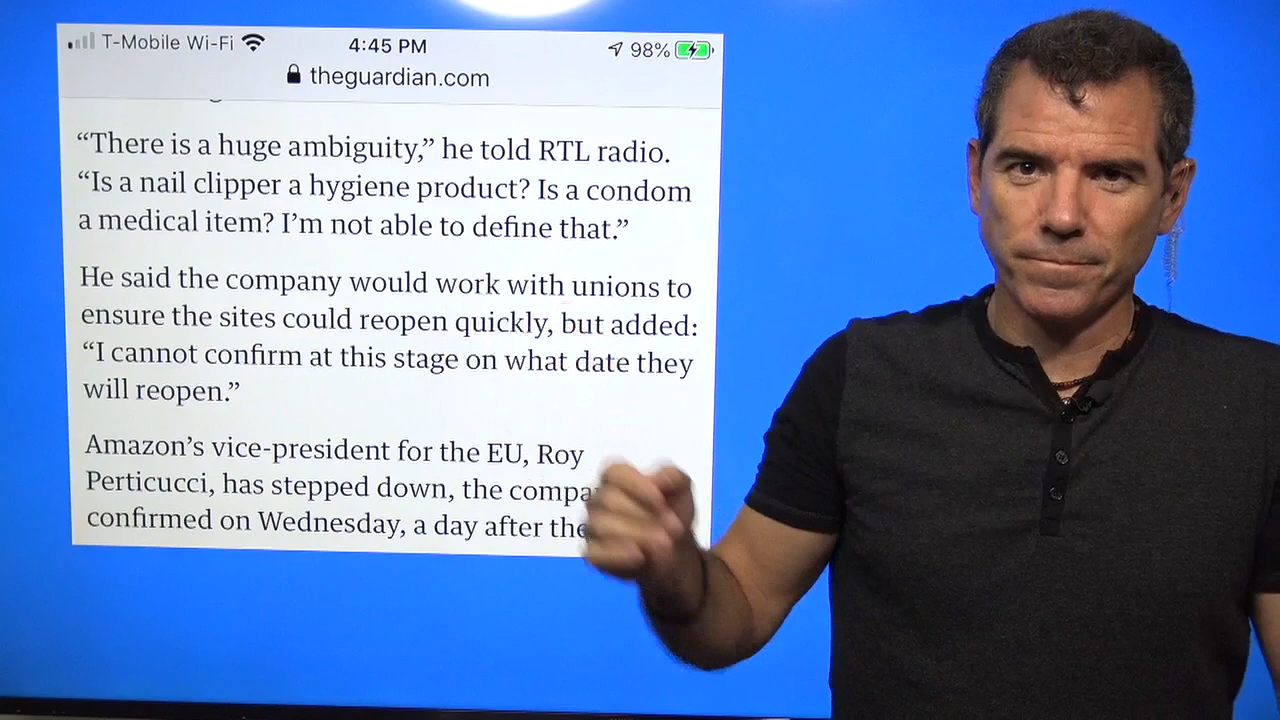 T-Mobile Wi-Fi 4:45 PM 98%
theguardian.com
“There is a huge ambiguity,” he told RTL radio.
“Is a nail clipper a hygiene product? Is a condom
a medical item? I’m not able to define that.”
He said the company would work with unions to
ensure the sites could reopen quickly, but added:
“I cannot confirm at this stage on what date they
will reopen.”
Amazon’s vice-president for the EU, Roy
Perticucci, has stepped down, the
confirmed on Wednesday, a day after